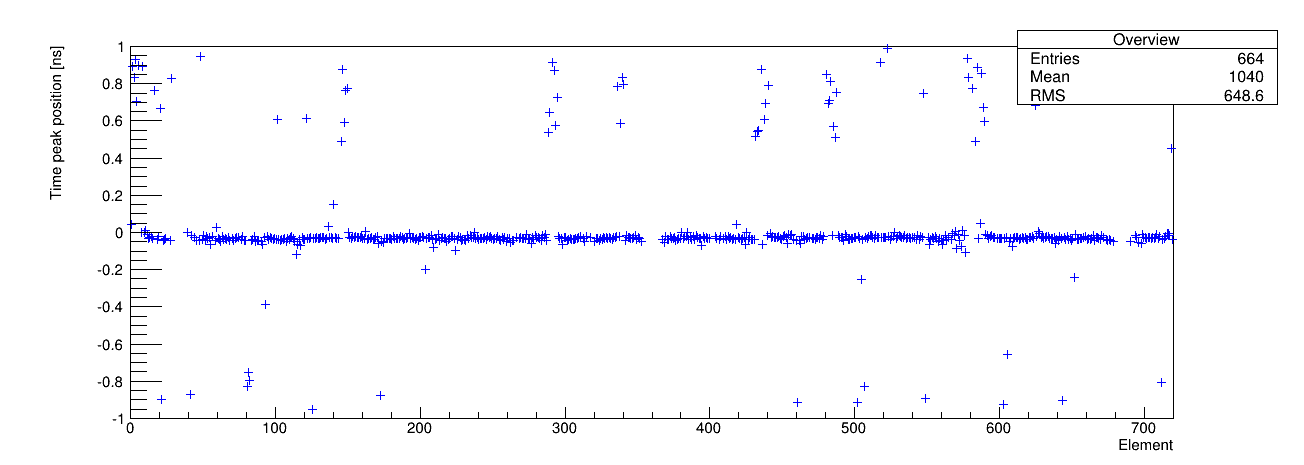 Overview
Entries 664
Mean 1040
RMS 648.6
Time peak position [ns]
1
0.8
0.6
0.4
0.2
0
-0.2
-0.4
-0.6
-0.8
-1
0 100 200 300 400 500 600 700
Element